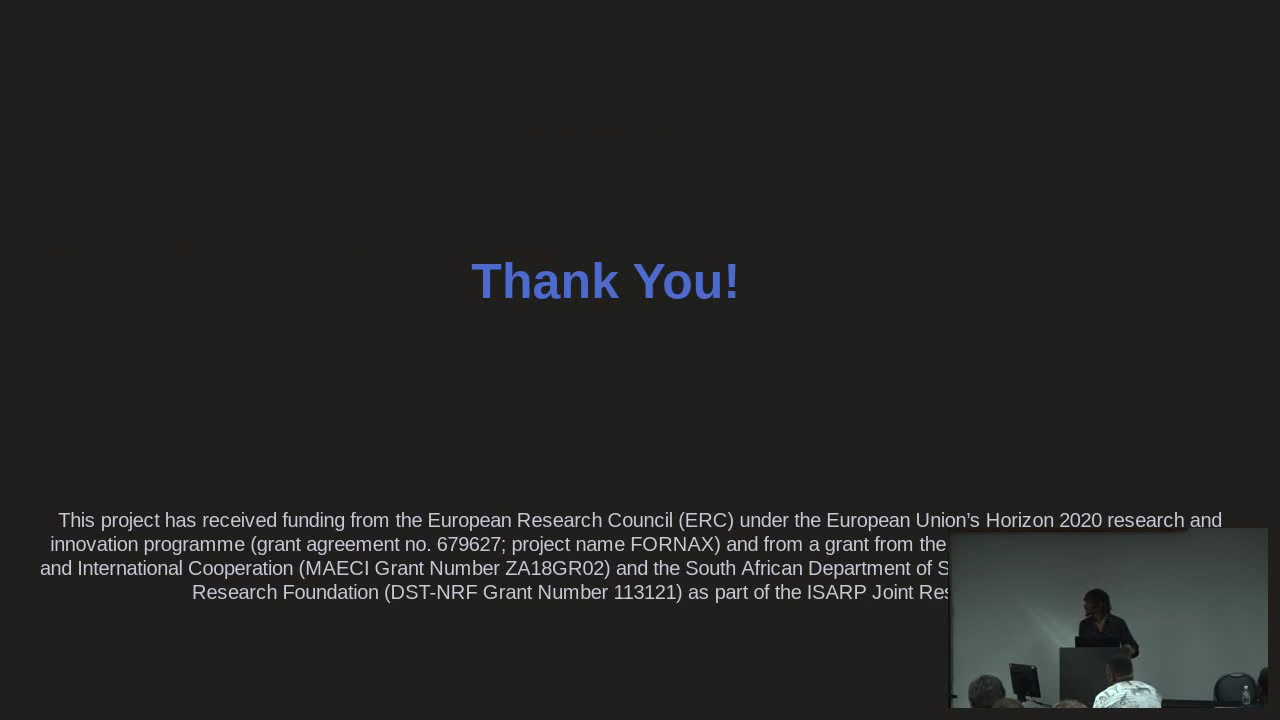 Thank You!
This project has received funding from the European Research Council (ERC) under the European Union’s Horizon 2020 research and
innovation programme (grant agreement no. 679627; project name FORNAX) and from a grant from the
and International Cooperation (MAECI Grant Number ZA18GR02) and the South African Department of
Research Foundation (DST-NRF Grant Number 113121) as part of the ISARP Joint